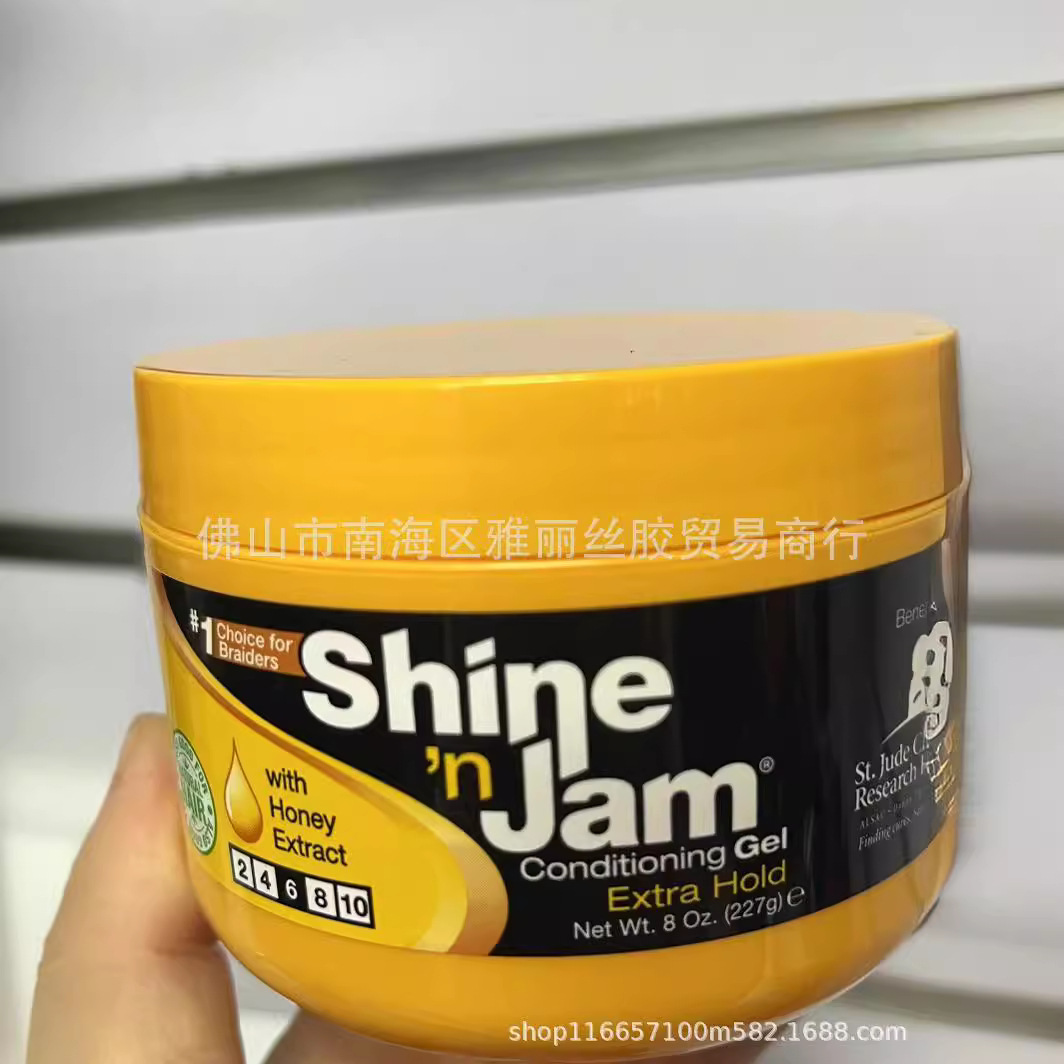 佛山市南海区雅丽丝胶贸易商行
#1 Choice for
Braiders
Shine
'n Jam®
Conditioning Gel
Extra Hold
Net Wt. 8 Oz. (227g) e
with
Honey
Extract
2 4 6 8 10
St. Jude
Research
Finding cures.
shop116657100m582.1688.com